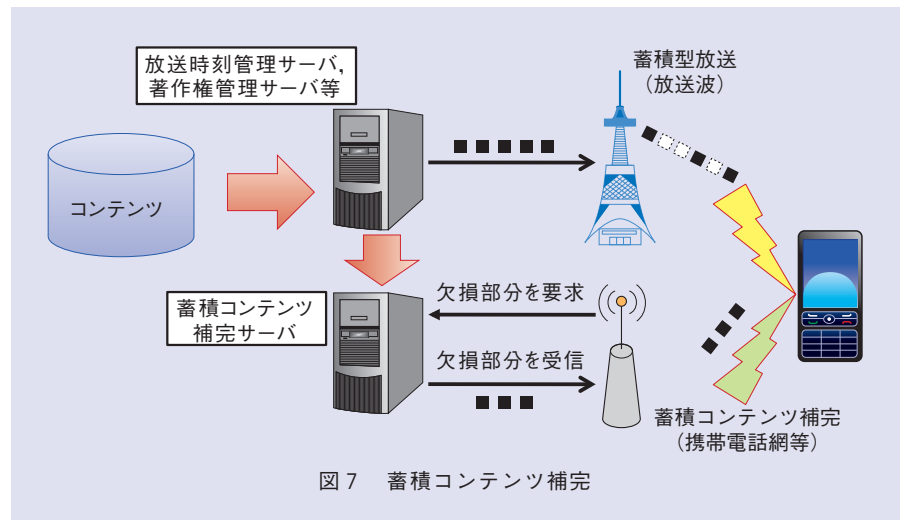 放送時刻管理サーバ,
著作権管理サーバ等
蓄積型放送
(放送波)
コンテンツ
蓄積コンテンツ
補完サーバ
欠損部分を要求
欠損部分を受信
蓄積コンテンツ補完
(携帯電話網等)
図7 蓄積コンテンツ補完